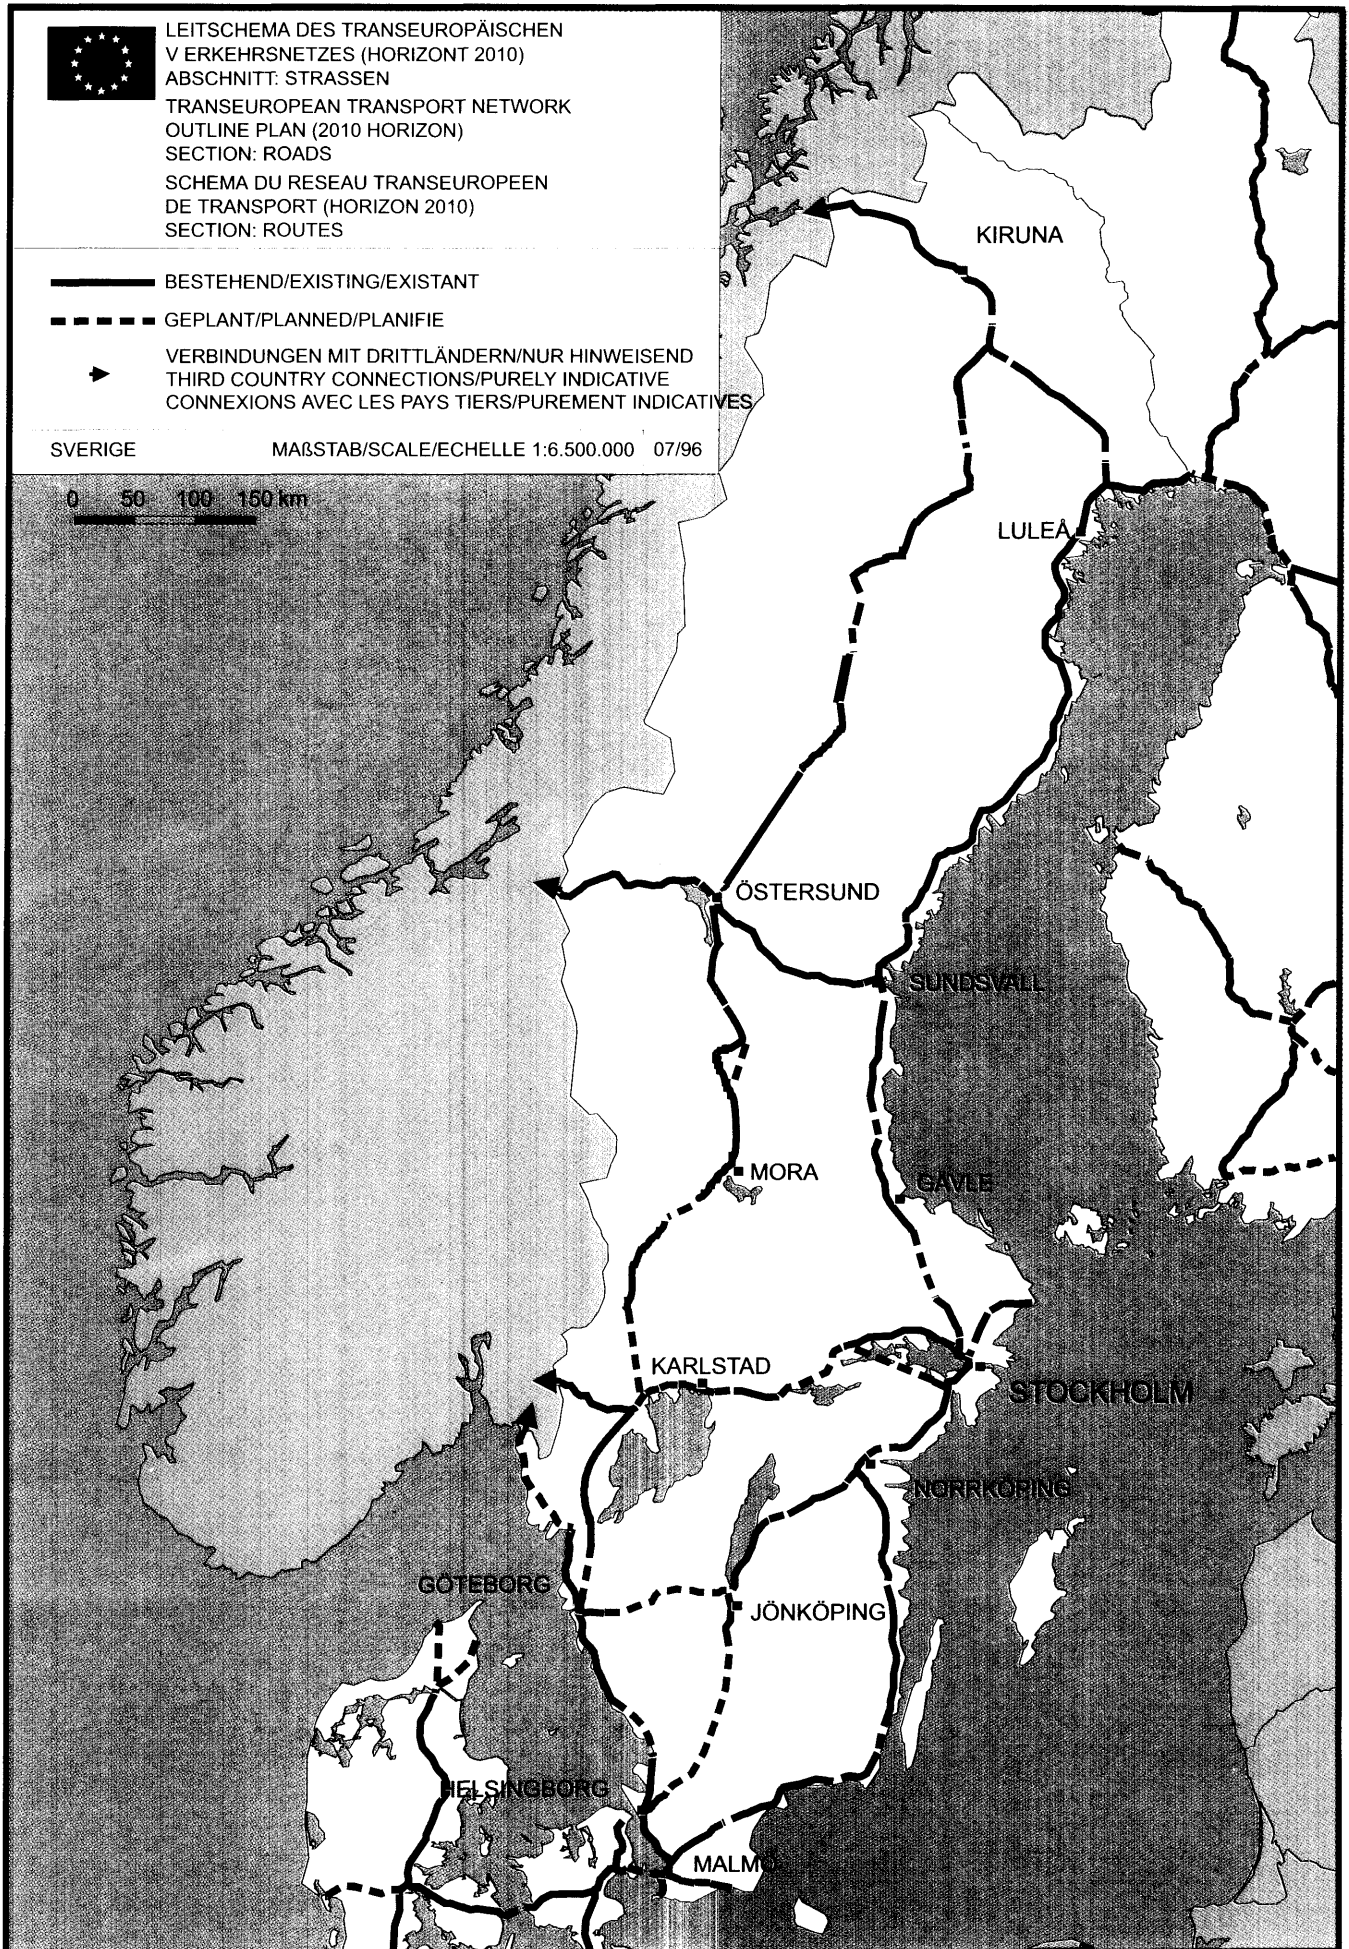 LEITSCHEMA DES TRANSEUROPÄISCHEN
V ERKEHRSNETZES (HORIZONT 2010)
ABSCHNITT: STRASSEN
TRANSEUROPEAN TRANSPORT NETWORK
OUTLINE PLAN (2010 HORIZON)
SECTION: ROADS
SCHEMA DU RESEAU TRANSEUROPEEN
DE TRANSPORT (HORIZON 2010)
SECTION: ROUTES
BESTEHEND/EXISTING/EXISTANT
GEPLANT/PLANNED/PLANIFIE
VERBINDUNGEN MIT DRITTLÄNDERN/NUR HINWEISEND
THIRD COUNTRY CONNECTIONS/PURELY INDICATIVE
CONNEXIONS AVEC LES PAYS TIERS/PUREMENT INDICATIVES
SVERIGE MAßSTAB/SCALE/ECHELLE 1:6.500.000 07/96
0 50 100 150 km
KIRUNA
LULEÅ
ÖSTERSUND
SUNDSVALL
MORA
GÄVLE
KARLSTAD
STOCKHOLM
NORRKÖPING
GÖTEBORG
JÖNKÖPING
HELSINGBORG
MALMÖ